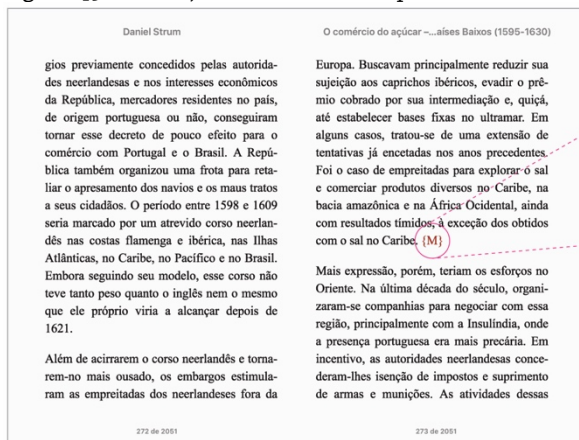 Daniel Strum
gios previamente concedidos pelas autorida-
des neerlandesas e nos interesses econômicos
da República, mercadores residentes no país,
de origem portuguesa ou não, conseguiram
tornar esse decreto de pouco efeito para o
comércio com Portugal e o Brasil. A Repú-
blica também organizou uma frota para reta-
liar o apresamento dos navios e os maus tratos
a seus cidadãos. O período entre 1598 e 1609
seria marcado por um atrevido corso neerlan-
dês nas costas flamenga e ibérica, nas Ilhas
Atlânticas, no Caribe, no Pacífico e no Brasil.
Embora seguindo seu modelo, esse corso não
teve tanto peso quanto o inglês nem o mesmo
que ele próprio viria a alcançar depois de
1621.
Além de acirrarem o corso neerlandês e torna-
rem-no mais ousado, os embargos estimula-
ram as empreitadas dos neerlandeses fora da
272 de 2051
O comércio do açúcar –...aíses Baixos (1595-1630)
Europa. Buscavam principalmente reduzir sua
sujeição aos caprichos ibéricos, evadir o prê-
mio cobrado por sua intermediação e, quiçá,
até estabelecer bases fixas no ultramar. Em
alguns casos, tratou-se de uma extensão de
tentativas já encetadas nos anos precedentes.
Foi o caso de empreitadas para explorar o sal
e comerciar produtos diversos no Caribe, na
bacia amazônica e na África Ocidental, ainda
com resultados tímidos, à exceção dos obtidos
com o sal no Caribe. {M}
Mais expressão, porém, teriam os esforços no
Oriente. Na última década do século, organi-
zaram-se companhias para negociar com essa
região, principalmente com a Insulíndia, onde
a presença portuguesa era mais precária. Em
incentivo, as autoridades neerlandesas conce-
deram-lhes isenção de impostos e suprimento
de armas e munições. As atividades dessas
273 de 2051